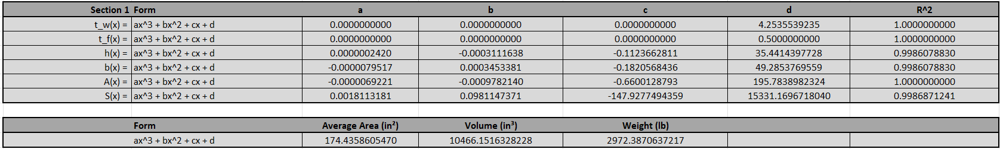 Section 1 Form a b c d R^2
t_w(x) = ax^3 + bx^2 + cx + d 0.0000000000 0.0000000000 0.0000000000 4.2535539235 1.0000000000
t_f(x) = ax^3 + bx^2 + cx + d 0.0000000000 0.0000000000 0.0000000000 0.5000000000 1.0000000000
h(x) = ax^3 + bx^2 + cx + d 0.0000002420 -0.0003111638 -0.1123662811 35.4414397728 0.9986078830
b(x) = ax^3 + bx^2 + cx + d -0.0000079517 0.0003453381 -0.1820568436 49.2853769559 0.9986078830
A(x) = ax^3 + bx^2 + cx + d -0.0000069221 -0.0009782140 -0.6600128793 195.7838982324 1.0000000000
S(x) = ax^3 + bx^2 + cx + d 0.0018113181 0.0981147371 -147.9277494359 15331.1696718040 0.9986871241
Form Average Area (in²) Volume (in³) Weight (lb)
ax^3 + bx^2 + cx + d 174.4358605470 10466.1516328228 2972.3870637217